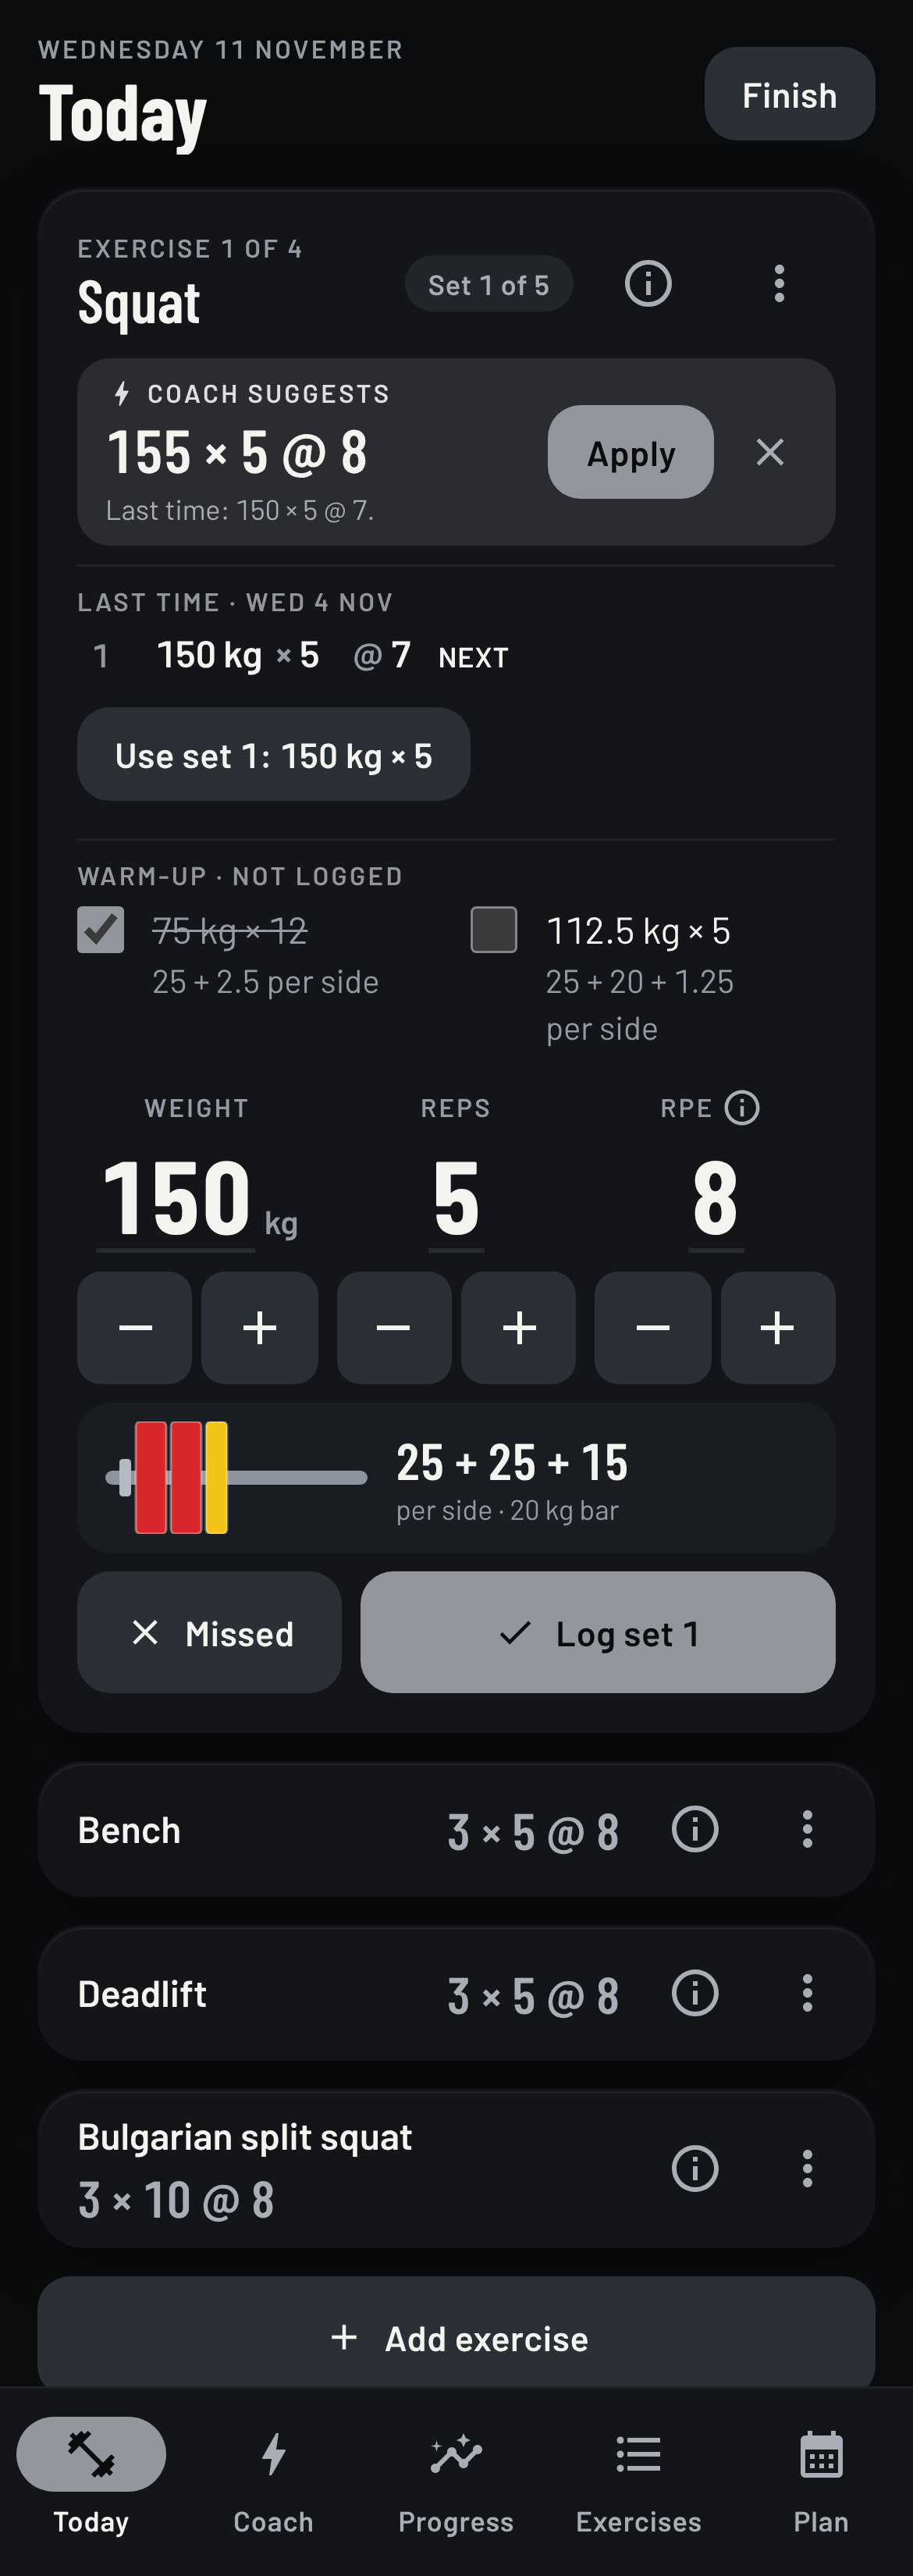 WEDNESDAY 11 NOVEMBER
Today
Finish
EXERCISE 1 OF 4
Squat
Set 1 of 5
COACH SUGGESTS
155 × 5 @ 8
Last time: 150 × 5 @ 7.
Apply
LAST TIME · WED 4 NOV
1 150 kg × 5 @ 7 NEXT
Use set 1: 150 kg × 5
WARM-UP · NOT LOGGED
75 kg × 12
25 + 2.5 per side
112.5 kg × 5
25 + 20 + 1.25
per side
WEIGHT REPS RPE
150 kg 5 8
25 + 25 + 15
per side · 20 kg bar
Missed
Log set 1
Bench 3 × 5 @ 8
Deadlift 3 × 5 @ 8
Bulgarian split squat
3 × 10 @ 8
Add exercise
Today Coach Progress Exercises Plan